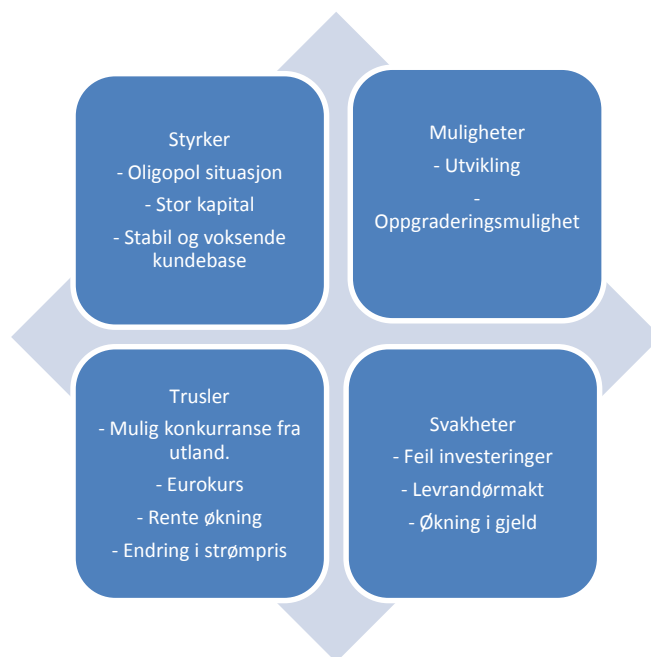 Styrker
- Oligopol situasjon
- Stor kapital
- Stabil og voksende
kundebase
Muligheter
- Utvikling
-
Oppgraderingsmulighet
Trusler
- Mulig konkurranse fra
utland.
- Eurokurs
- Rente økning
- Endring i strømpris
Svakheter
- Feil investeringer
- Levrandørmakt
- Økning i gjeld